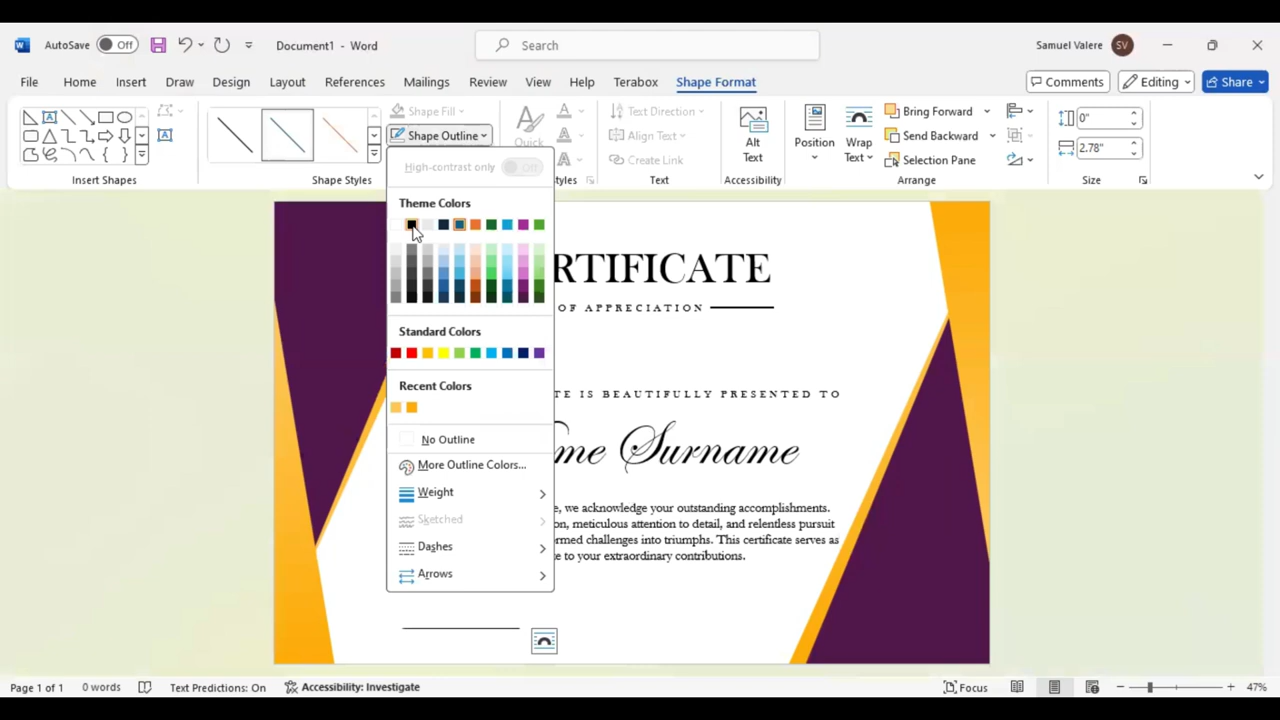 AutoSave Off Document1 - Word Search Samuel Valere SV
File Home Insert Draw Design Layout References Mailings Review View Help Terabox Shape Format Comments Editing Share
Shape Fill
Shape Outline
Quick
Text Direction
Align Text
Create Link
Alt
Text
Position
Wrap
Text
Bring Forward
Send Backward
Selection Pane
0"
2.78"
Insert Shapes Shape Styles Styles Text Accessibility Arrange Size
High-contrast only Off
Theme Colors
Standard Colors
Recent Colors
No Outline
More Outline Colors...
Weight
Sketched
Dashes
Arrows
RTIFICATE
OF APPRECIATION
TE IS BEAUTIFULLY PRESENTED TO
me Surname
e, we acknowledge your outstanding accomplishments.
on, meticulous attention to detail, and relentless pursuit
ormed challenges into triumphs. This certificate serves as
te to your extraordinary contributions.
Page 1 of 1 0 words Text Predictions: On Accessibility: Investigate Focus 47%